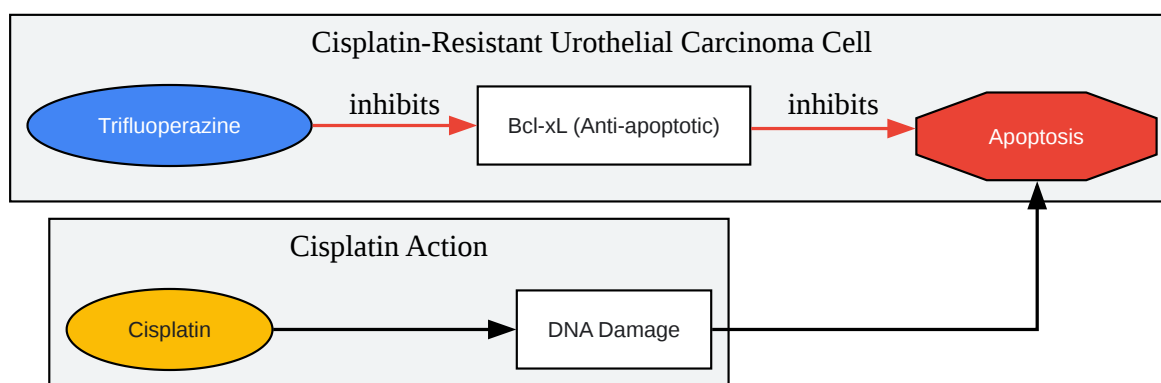 Cisplatin-Resistant Urothelial Carcinoma Cell
Trifluoperazine
inhibits
Bcl-xL (Anti-apoptotic)
inhibits
Apoptosis
Cisplatin Action
Cisplatin
DNA Damage